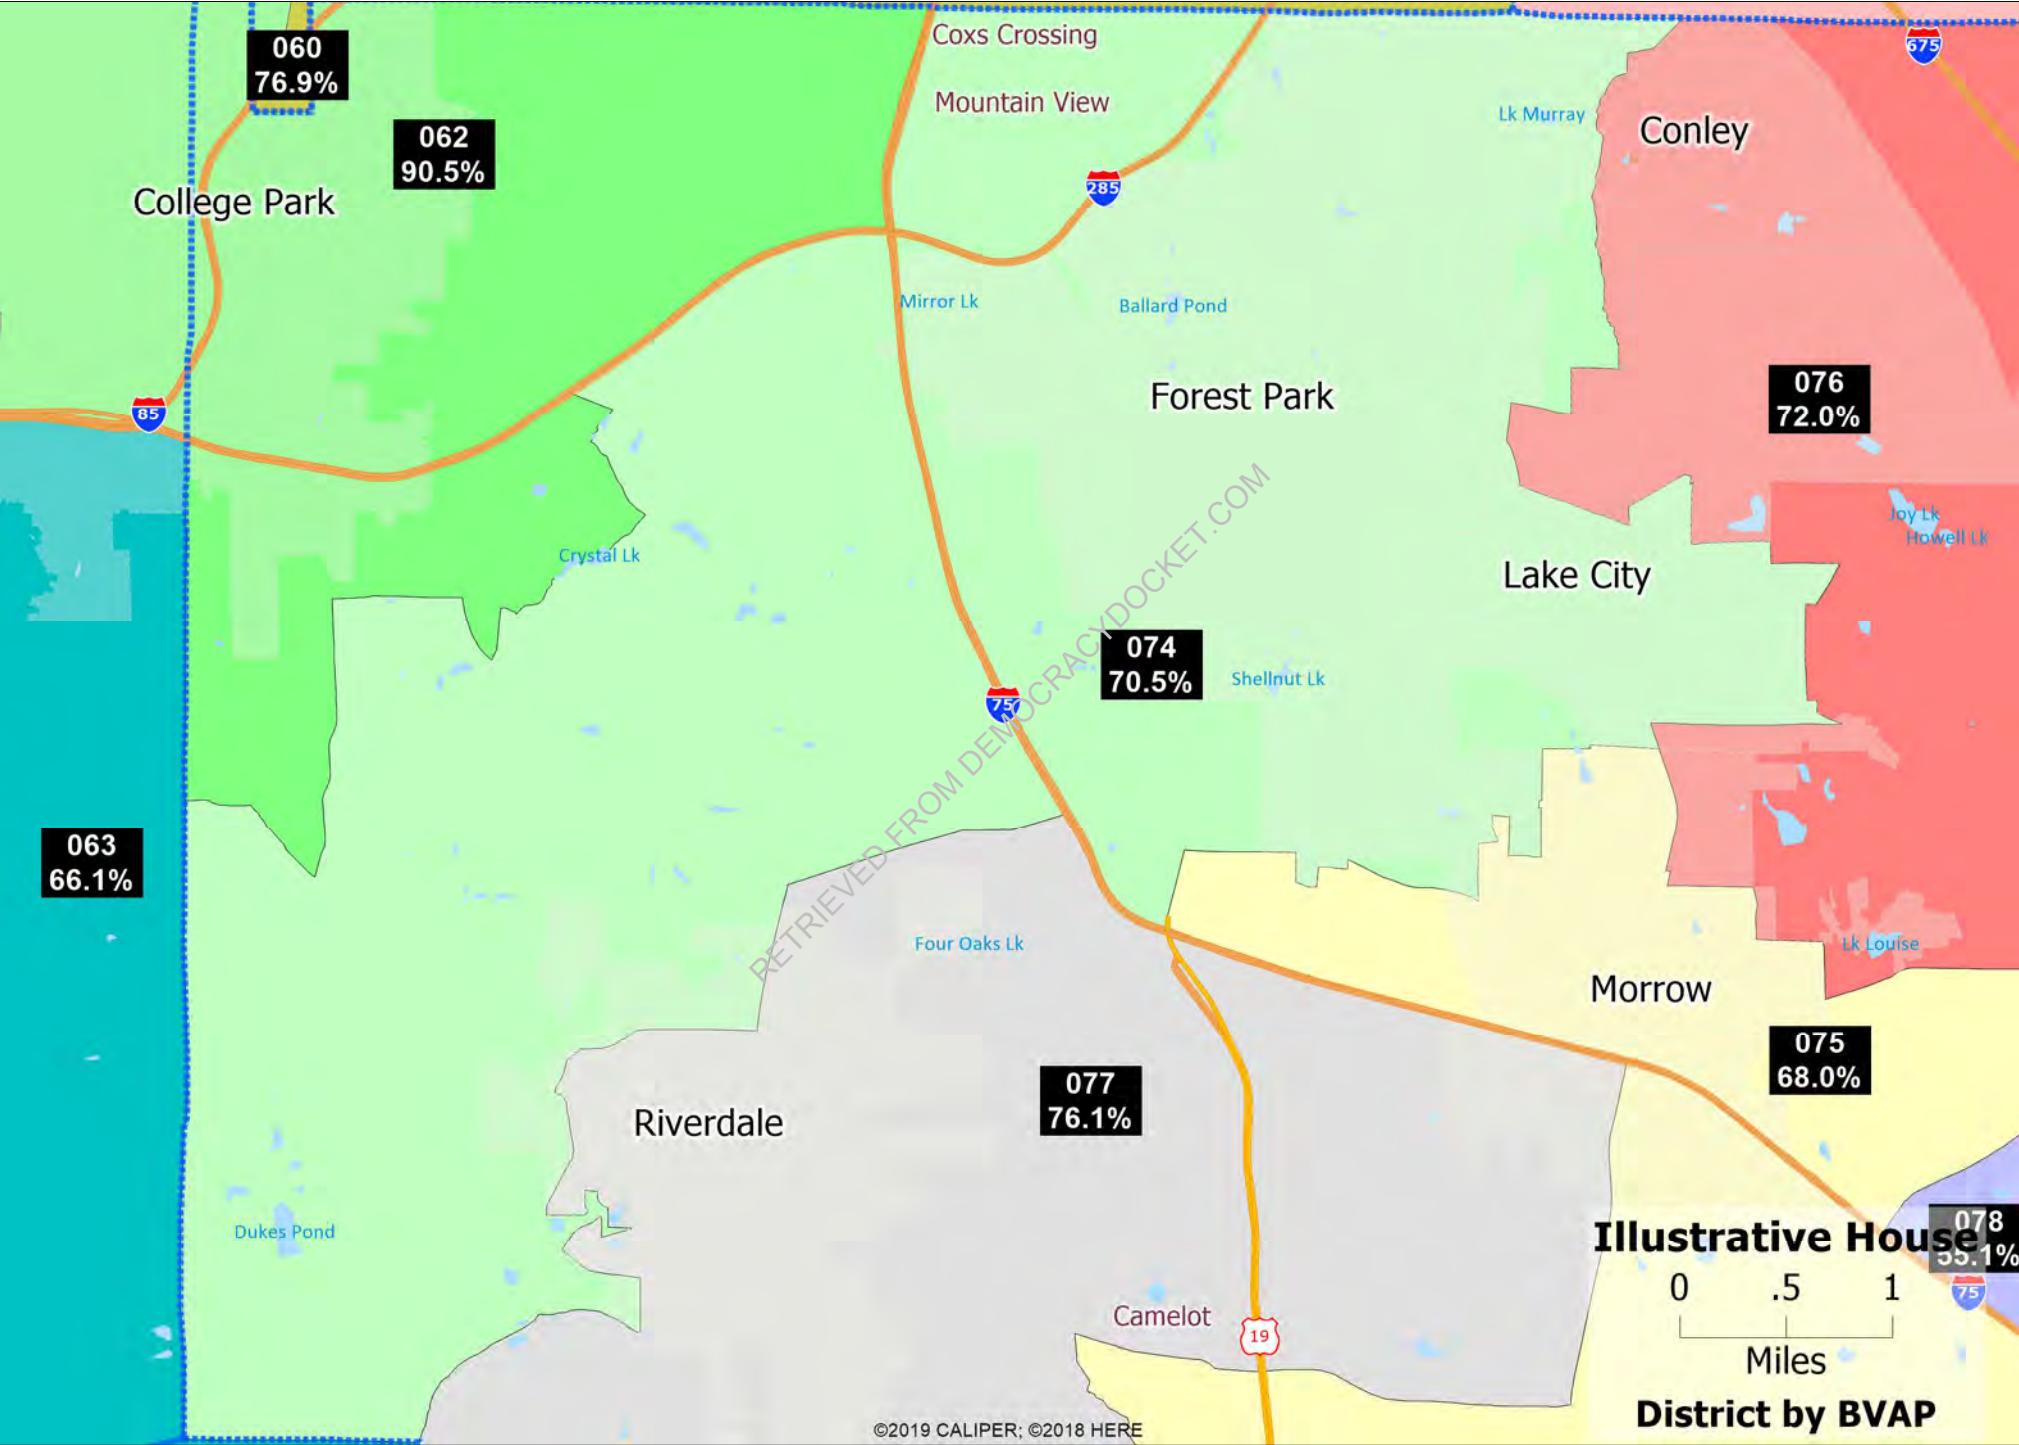 Coxs Crossing
060
76.9%
675
Mountain View
Lk Murray
Conley
062
90.5%
285
College Park
Mirror Lk
Ballard Pond
Forest Park
076
72.0%
85
Joy Lk
Howell Lk
Crystal Lk
Lake City
074
70.5%
Shellnut Lk
75
RETRIEVED FROM DEMOCRACYDOCKET.COM
063
66.1%
Four Oaks Lk
Lk Louise
Morrow
075
68.0%
077
76.1%
Riverdale
Dukes Pond
078
55.1%
Illustrative House
0 .5 1
75
Camelot
19
Miles
District by BVAP
©2019 CALIPER; ©2018 HERE